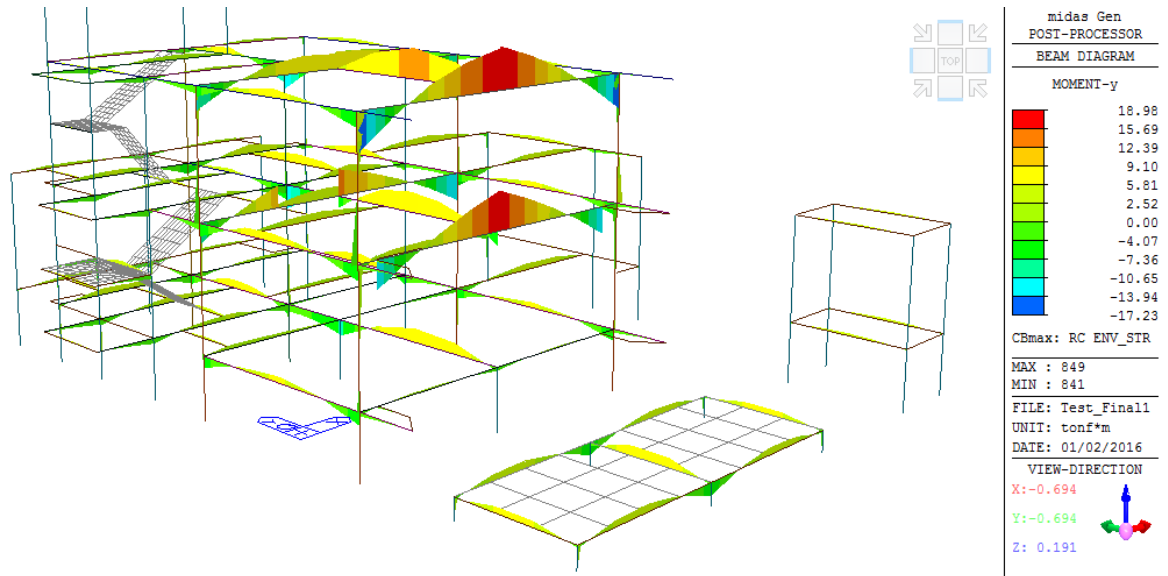 TOP
midas Gen
POST-PROCESSOR
BEAM DIAGRAM
MOMENT-y
18.98
15.69
12.39
9.10
5.81
2.52
0.00
-4.07
-7.36
-10.65
-13.94
-17.23
CBmax: RC ENV_STR
MAX : 849
MIN : 841
FILE: Test_Final1
UNIT: tonf*m
DATE: 01/02/2016
VIEW-DIRECTION
X:-0.694
Y:-0.694
Z: 0.191